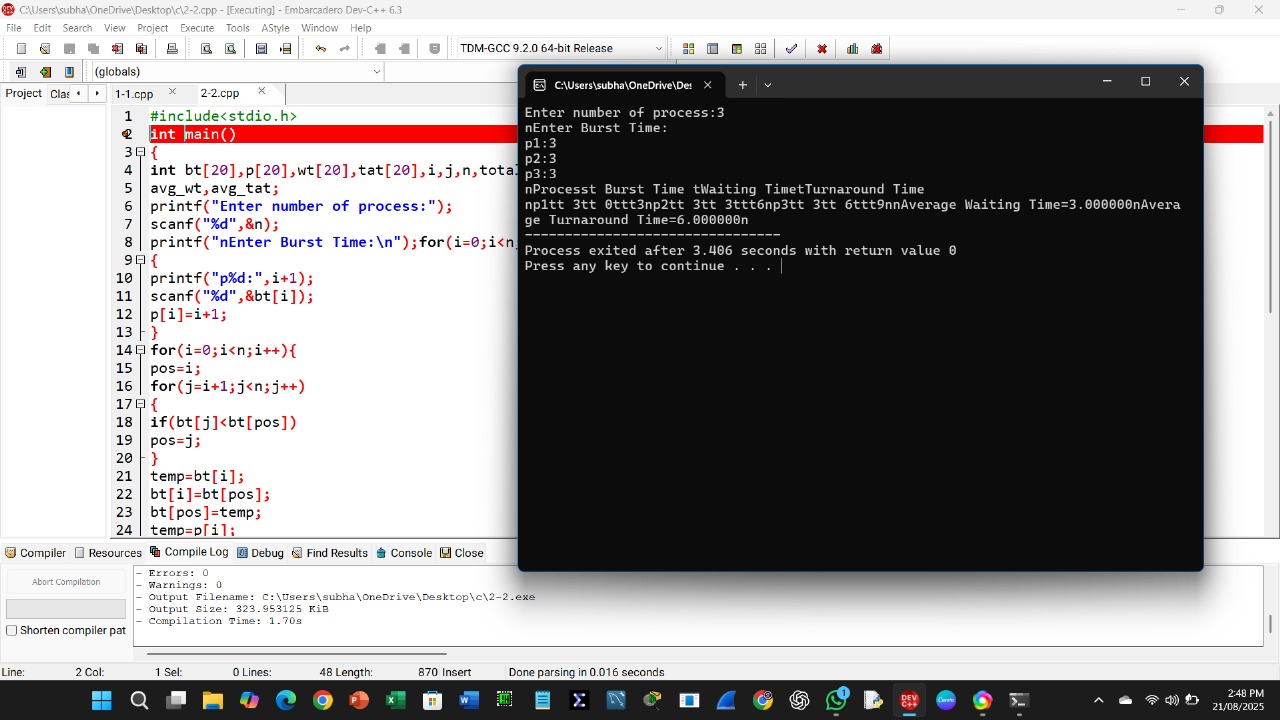 C:\Users\subha\OneDrive\Desktop\c\2-2.cpp - [Executing] - Embarcadero Dev-C++ 6.3
File Edit Search View Project Execute Tools AStyle Window Help
TDM-GCC 9.2.0 64-bit Release
(globals)
Project Clas
1-1.cpp 2-2.cpp
1 #include<stdio.h>
2 int main()
3 {
4 int bt[20],p[20],wt[20],tat[20],i,j,n,tota
5 avg_wt,avg_tat;
6 printf("Enter number of process:");
7 scanf("%d",&n);
8 printf("nEnter Burst Time:\n");for(i=0;i<n
9 {
10 printf("p%d:",i+1);
11 scanf("%d",&bt[i]);
12 p[i]=i+1;
13 }
14 for(i=0;i<n;i++){
15 pos=i;
16 for(j=i+1;j<n;j++)
17 {
18 if(bt[j]<bt[pos])
19 pos=j;
20 }
21 temp=bt[i];
22 bt[i]=bt[pos];
23 bt[pos]=temp;
24 temp=p[i];
C:\Users\subha\OneDrive\Des
Enter number of process:3
nEnter Burst Time:
p1:3
p2:3
p3:3
nProcesst Burst Time tWaiting TimetTurnaround Time
np1tt 3tt 0ttt3np2tt 3tt 3ttt6np3tt 3tt 6ttt9nnAverage Waiting Time=3.000000nAvera
ge Turnaround Time=6.000000n
--------------------------------
Process exited after 3.406 seconds with return value 0
Press any key to continue . . .
Compiler Resources Compile Log Debug Find Results Console Close
Abort Compilation
Shorten compiler pat
- Errors: 0
- Warnings: 0
- Output Filename: C:\Users\subha\OneDrive\Desktop\c\2-2.exe
- Output Size: 323.953125 KiB
- Compilation Time: 1.70s
Line: 2 Col: 1 Sel: 0 Lines: 48 Length: 870 Insert Done parsing in 0.016 seconds
1
DEV C++
Canva
2:48 PM
21/08/2025